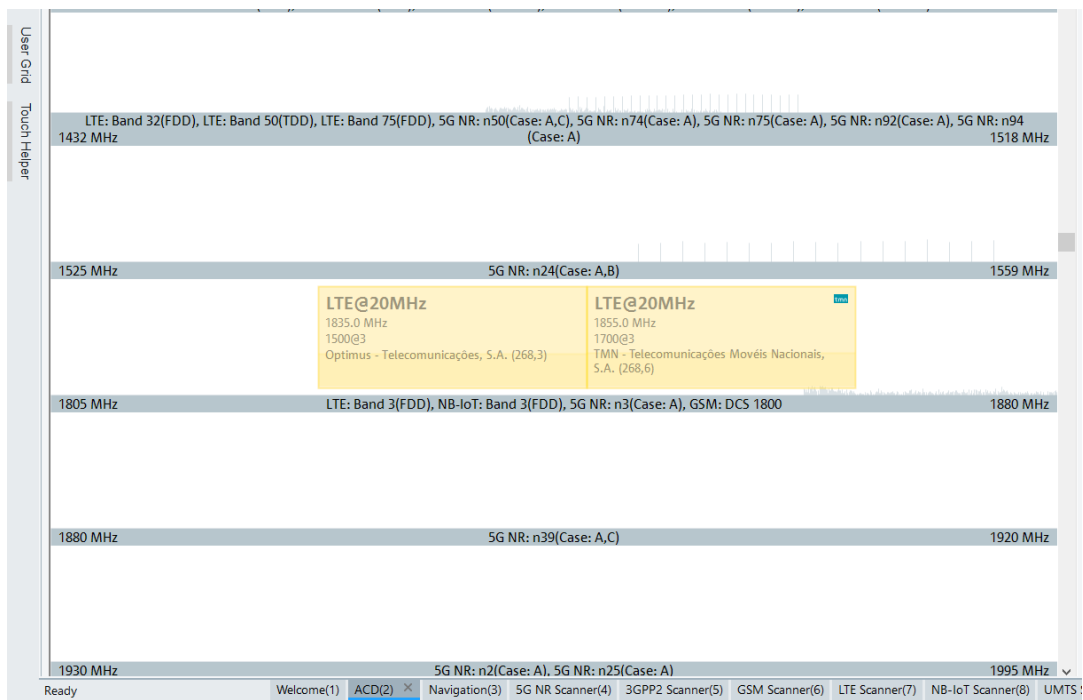 User Grid
Touch Helper
LTE: Band 32(FDD), LTE: Band 50(TDD), LTE: Band 75(FDD), 5G NR: n50(Case: A,C), 5G NR: n74(Case: A), 5G NR: n75(Case: A), 5G NR: n92(Case: A), 5G NR: n94
1432 MHz (Case: A) 1518 MHz
1525 MHz 5G NR: n24(Case: A,B) 1559 MHz
LTE@20MHz
1835.0 MHz
1500@3
Optimus - Telecomunicações, S.A. (268,3)
LTE@20MHz tmn
1855.0 MHz
1700@3
TMN - Telecomunicações Movéis Nacionais,
S.A. (268,6)
1805 MHz LTE: Band 3(FDD), NB-IoT: Band 3(FDD), 5G NR: n3(Case: A), GSM: DCS 1800 1880 MHz
1880 MHz 5G NR: n39(Case: A,C) 1920 MHz
1930 MHz 5G NR: n2(Case: A), 5G NR: n25(Case: A) 1995 MHz
Ready Welcome(1) ACD(2) Navigation(3) 5G NR Scanner(4) 3GPP2 Scanner(5) GSM Scanner(6) LTE Scanner(7) NB-IoT Scanner(8) UMTS